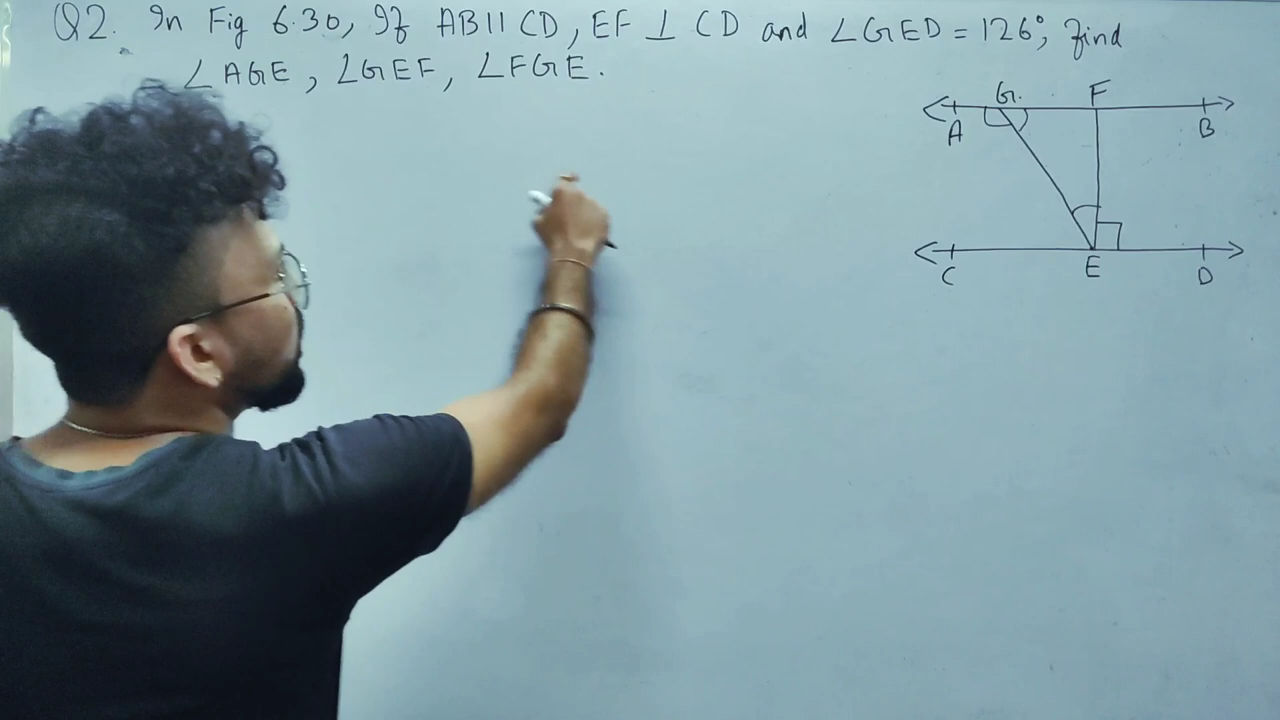 Q2. In Fig 6.30, If AB || CD, EF ⊥ CD and ∠GED = 126°, find
∠AGE, ∠GEF, ∠FGE.
G F
A B
C E D